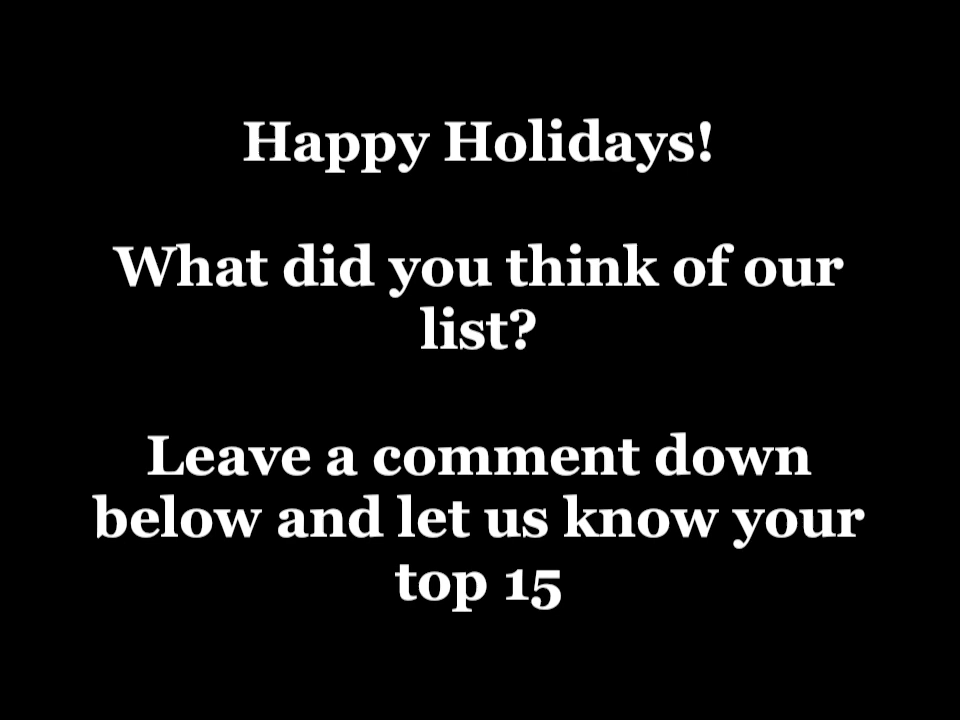 Happy Holidays!
What did you think of our
list?
Leave a comment down
below and let us know your
top 15